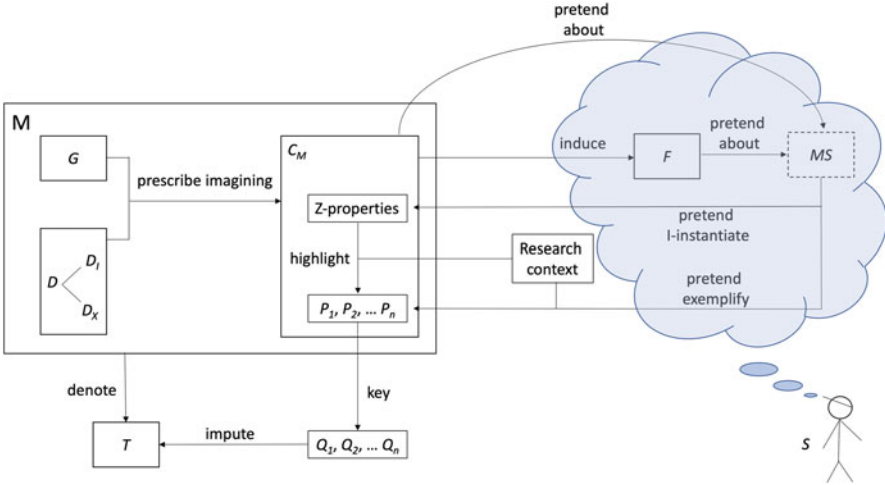 pretend
about
M
G
prescribe imagining
D
D_I
D_X
C_M
Z-properties
highlight
P_1, P_2, ... P_n
induce
F
pretend
about
MS
pretend
I-instantiate
Research
context
pretend
exemplify
denote
key
T
impute
Q_1, Q_2, ... Q_n
S